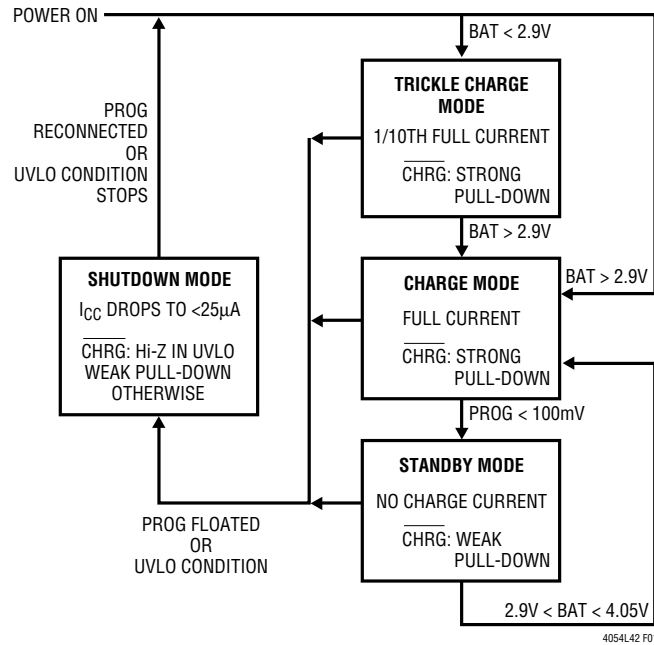 POWER ON
BAT < 2.9V
TRICKLE CHARGE
MODE
1/10TH FULL CURRENT
CHRG: STRONG
PULL-DOWN
PROG
RECONNECTED
OR
UVLO CONDITION
STOPS
BAT > 2.9V
SHUTDOWN MODE
ICC DROPS TO <25µA
CHRG: Hi-Z IN UVLO
WEAK PULL-DOWN
OTHERWISE
CHARGE MODE
FULL CURRENT
CHRG: STRONG
PULL-DOWN
BAT > 2.9V
PROG < 100mV
STANDBY MODE
NO CHARGE CURRENT
CHRG: WEAK
PULL-DOWN
PROG FLOATED
OR
UVLO CONDITION
2.9V < BAT < 4.05V
4054L42 F0